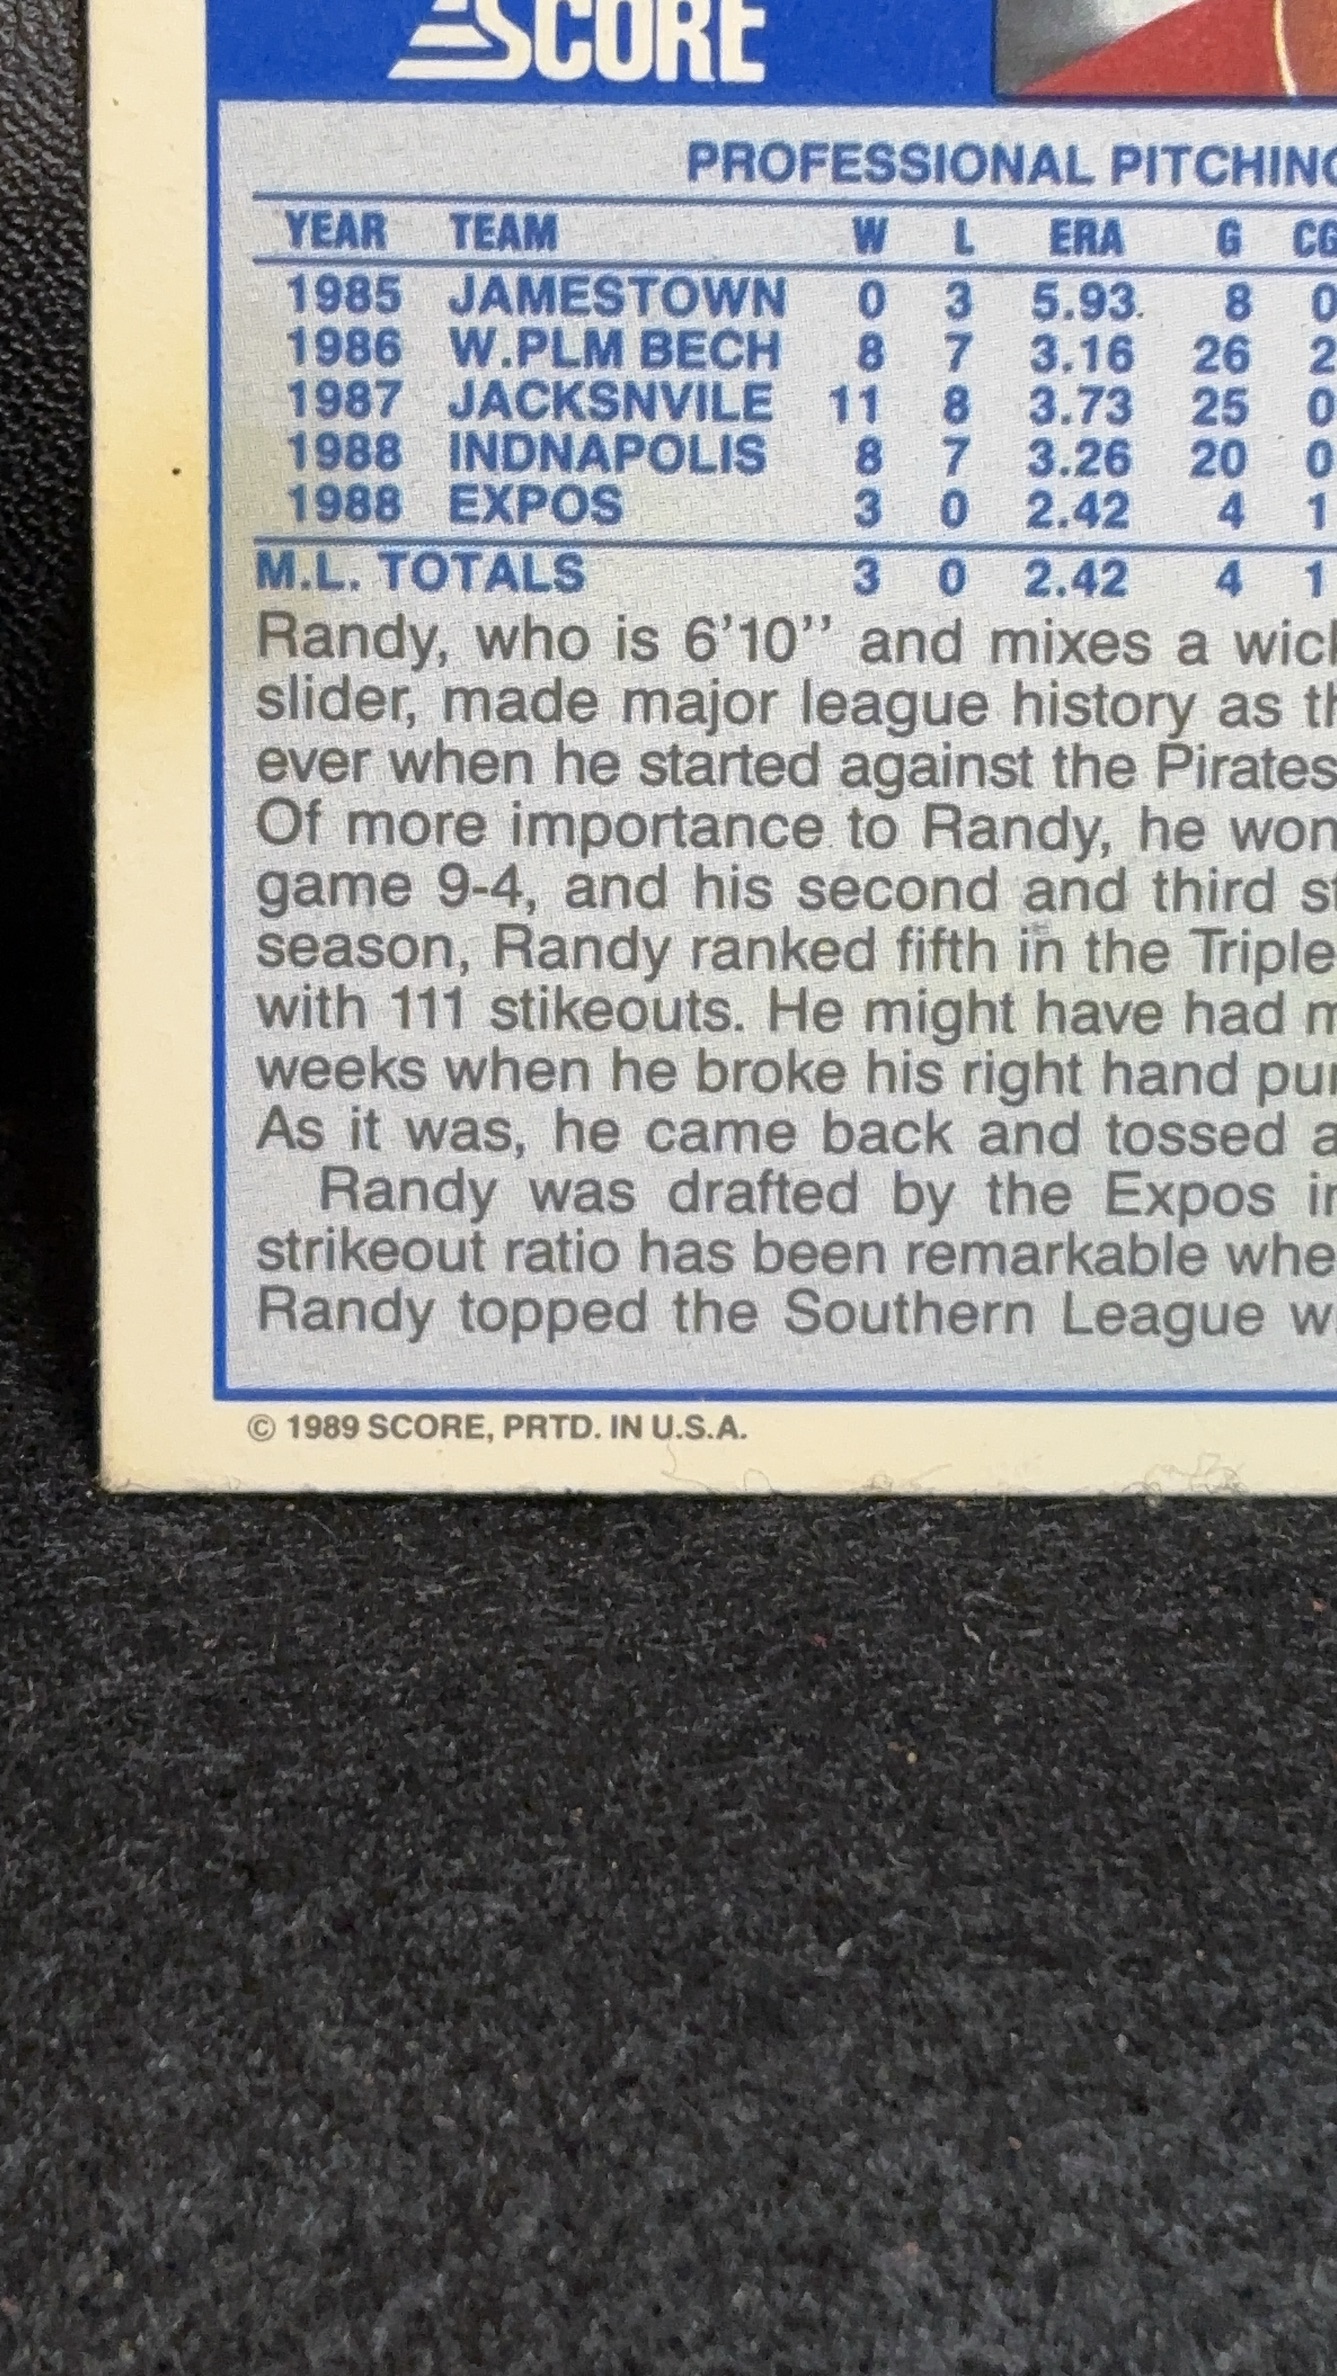 SCORE
PROFESSIONAL PITCHING
YEAR TEAM W L ERA G CG
1985 JAMESTOWN 0 3 5.93 8 0
1986 W.PLM BECH 8 7 3.16 26 2
1987 JACKSNVILE 11 8 3.73 25 0
1988 INDNAPOLIS 8 7 3.26 20 0
1988 EXPOS 3 0 2.42 4 1
M.L. TOTALS 3 0 2.42 4 1
Randy, who is 6'10'' and mixes a
slider, made major league history as
ever when he started against the Pirates
Of more importance to Randy, he won
game 9-4, and his second and third
season, Randy ranked fifth in the Triple
with 111 stikeouts. He might have had
weeks when he broke his right hand
As it was, he came back and tossed a
Randy was drafted by the Expos
strikeout ratio has been remarkable
Randy topped the Southern League
© 1989 SCORE, PRTD. IN U.S.A.